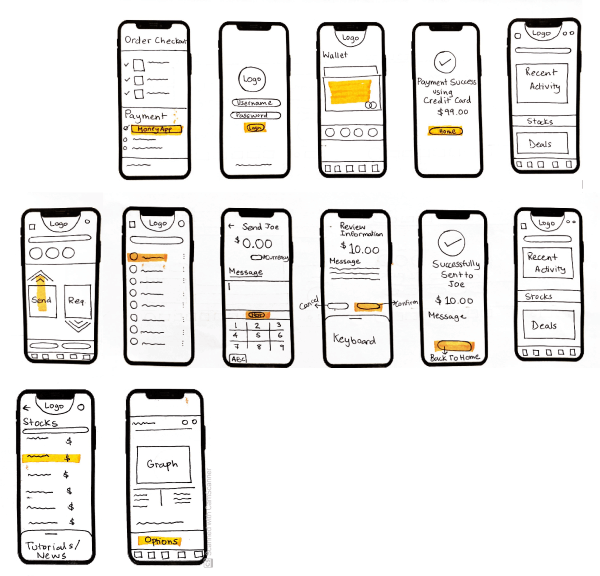 Order Checkout
Payment
MoneyApp
Logo
Username
Password
Login
Logo
Wallet
Payment Success
using
Credit Card
$99.00
Home
Logo
Recent
Activity
Stocks
Deals
Logo
Send
Req
Logo
← Send Joe
$0.00
Currency
Message
1 2 3
4 5 6
7 8 9
ABC
Review
Information
$10.00
Message
Cancel
Confirm
Keyboard
Successfully
Sent to
Joe
$10.00
Message
Back To Home
Logo
Recent
Activity
Stocks
Deals
← Logo
Stocks
$
$
$
$
$
$
Tutorials/
News
Graph
Options